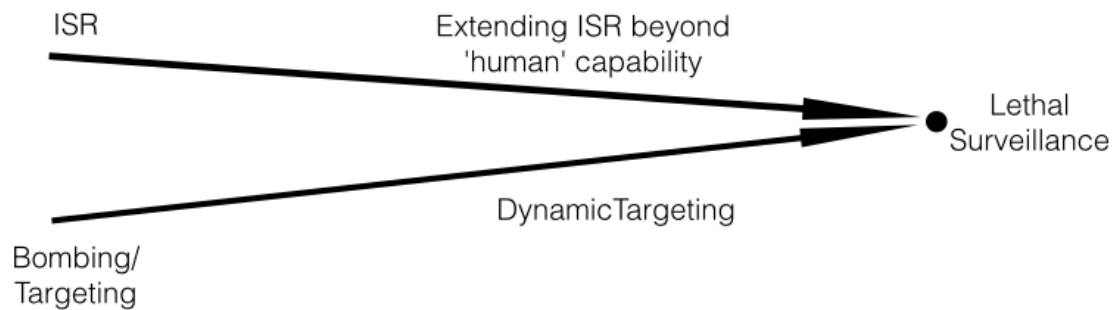 ISR
Extending ISR beyond
'human' capability
Lethal
Surveillance
DynamicTargeting
Bombing/
Targeting